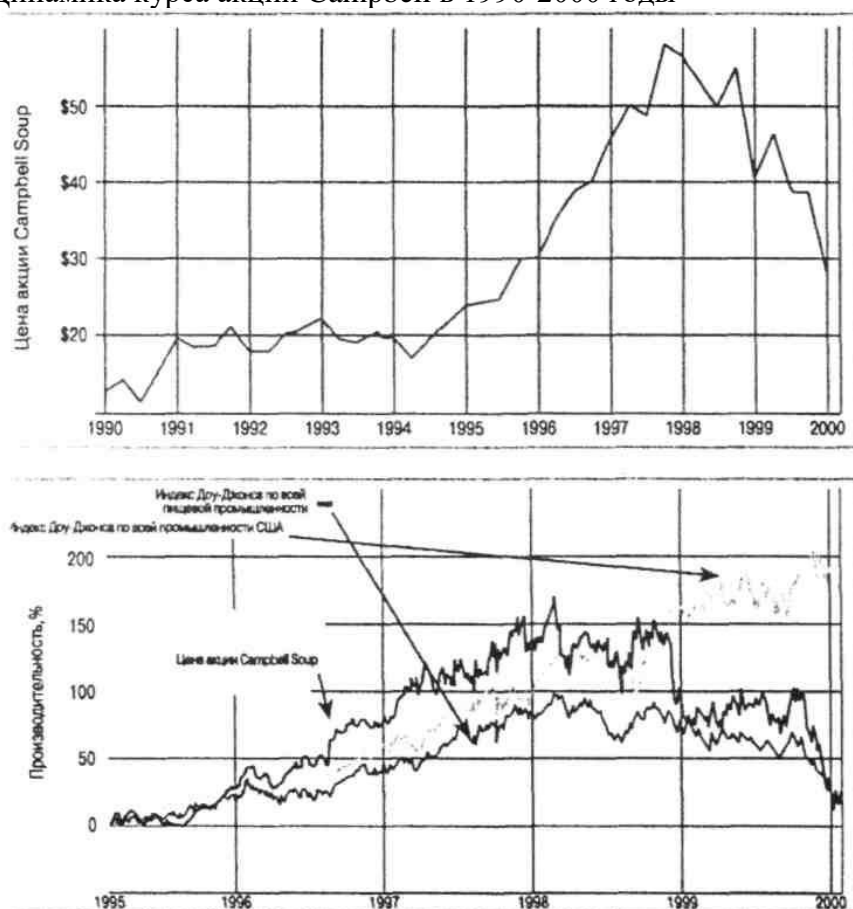 динамика курса акций Campbell в 1990-2000 годы
Цена акции Campbell Soup
$50
$40
$30
$20
1990 1991 1992 1993 1994 1995 1996 1997 1998 1999 2000
Индекс Доу-Джонса по всей
пищевой промышленности
Индекс Доу-Джонса по всей промышленности США
Производительность,%
200
150
Цена акции Campbell Soup
100
50
0
1995 1996 1997 1998 1999 2000